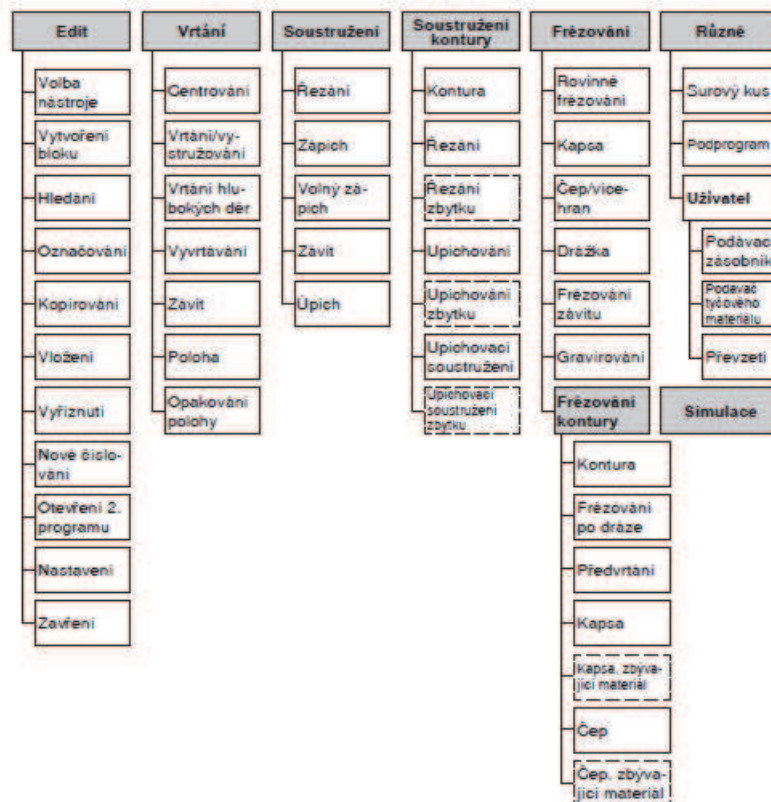 Edit
Volba
nástroje
Vytvoření
bloku
Hledání
Označování
Kopírování
Vložení
Vyříznutí
Nové číslo-
vání
Otevření 2.
programu
Nastavení
Zavření
Vrtání
Centrování
Vrtání/vy-
stružování
Vrtání hlu-
bokých děr
Vyvrtávání
Závit
Poloha
Opakování
polohy
Soustružení
Řezání
Zápich
Volný zá-
pich
Závit
Úpich
Soustružení
kontury
Kontura
Řezání
Řezání
zbytku
Upichování
Upichování
zbytku
Upichovací
soustružení
Upichovací
soustružení
zbytku
Frézování
Rovinné
frézování
Kapsa
Čep/více-
hran
Drážka
Frézování
závitu
Gravírování
Frézování
kontury
Kontura
Frézování
po dráze
Předvrtání
Kapsa
Kapsa, zbýva-
jící materiál
Čep
Čep, zbýva-
jící materiál
Různé
Surový kus
Podprogram
Uživatel
Podávací
zásobník
Podavač
tyčového
materiálu
Převzetí
Simulace